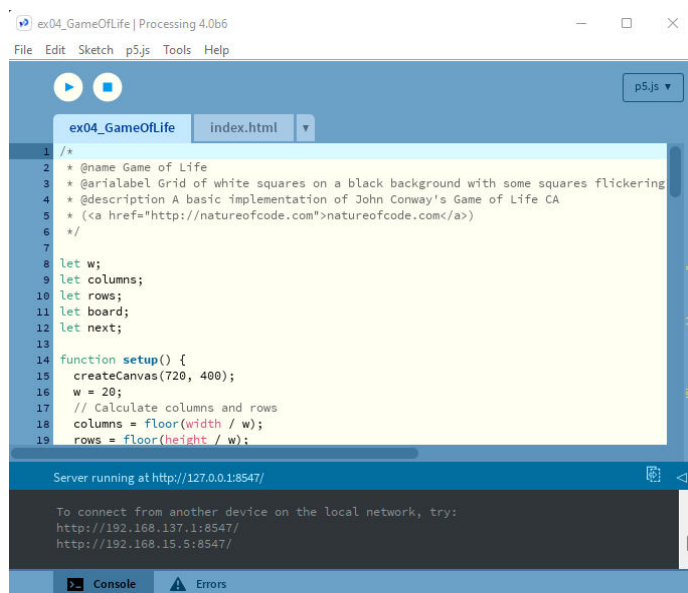 ex04_GameOfLife | Processing 4.0b6
File Edit Sketch p5.js Tools Help
p5.js ▼
ex04_GameOfLife index.html ▼
1 /*
2  * @name Game of Life
3  * @arialabel Grid of white squares on a black background with some squares flickering
4  * @description A basic implementation of John Conway's Game of Life CA
5  * (<a href="http://natureofcode.com">natureofcode.com</a>)
6  */
7
8 let w;
9 let columns;
10 let rows;
11 let board;
12 let next;
13
14 function setup() {
15   createCanvas(720, 400);
16   w = 20;
17   // Calculate columns and rows
18   columns = floor(width / w);
19   rows = floor(height / w);
Server running at http://127.0.0.1:8547/
To connect from another device on the local network, try:
http://192.168.137.1:8547/
http://192.168.15.5:8547/
Console Errors